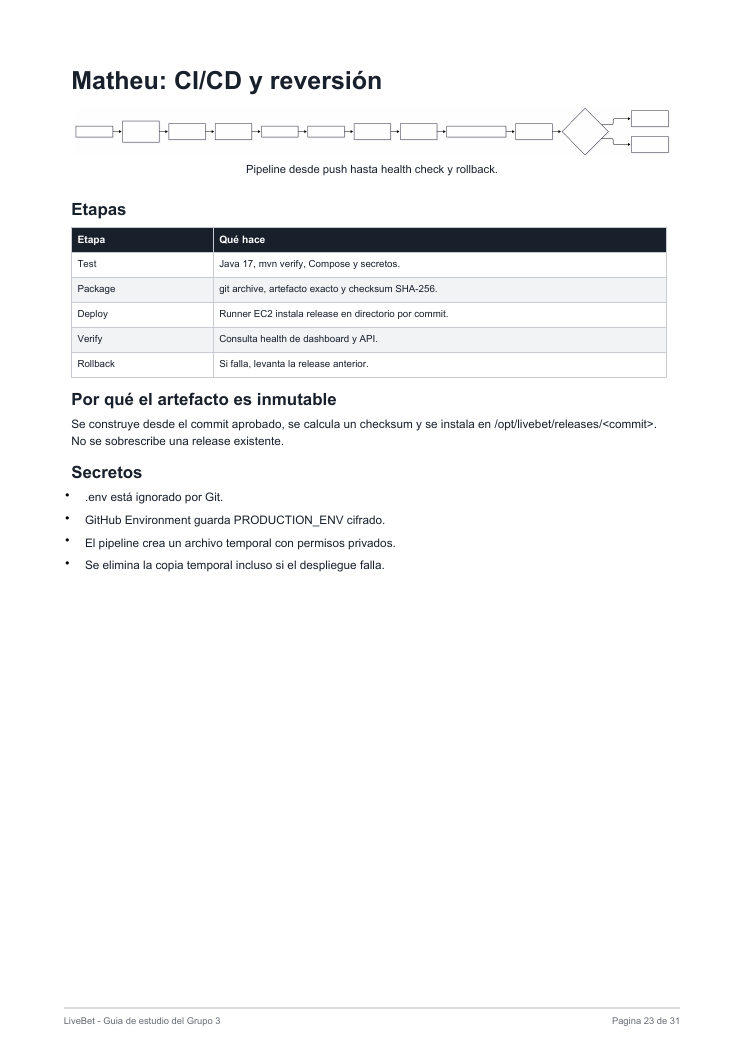 Matheu: CI/CD y reversión
Pipeline desde push hasta health check y rollback.
Etapas
Etapa Qué hace
Test Java 17, mvn verify, Compose y secretos.
Package git archive, artefacto exacto y checksum SHA-256.
Deploy Runner EC2 instala release en directorio por commit.
Verify Consulta health de dashboard y API.
Rollback Si falla, levanta la release anterior.
Por qué el artefacto es inmutable
Se construye desde el commit aprobado, se calcula un checksum y se instala en /opt/livebet/releases/<commit>.
No se sobrescribe una release existente.
Secretos
• .env está ignorado por Git.
• GitHub Environment guarda PRODUCTION_ENV cifrado.
• El pipeline crea un archivo temporal con permisos privados.
• Se elimina la copia temporal incluso si el despliegue falla.
LiveBet - Guia de estudio del Grupo 3 Pagina 23 de 31